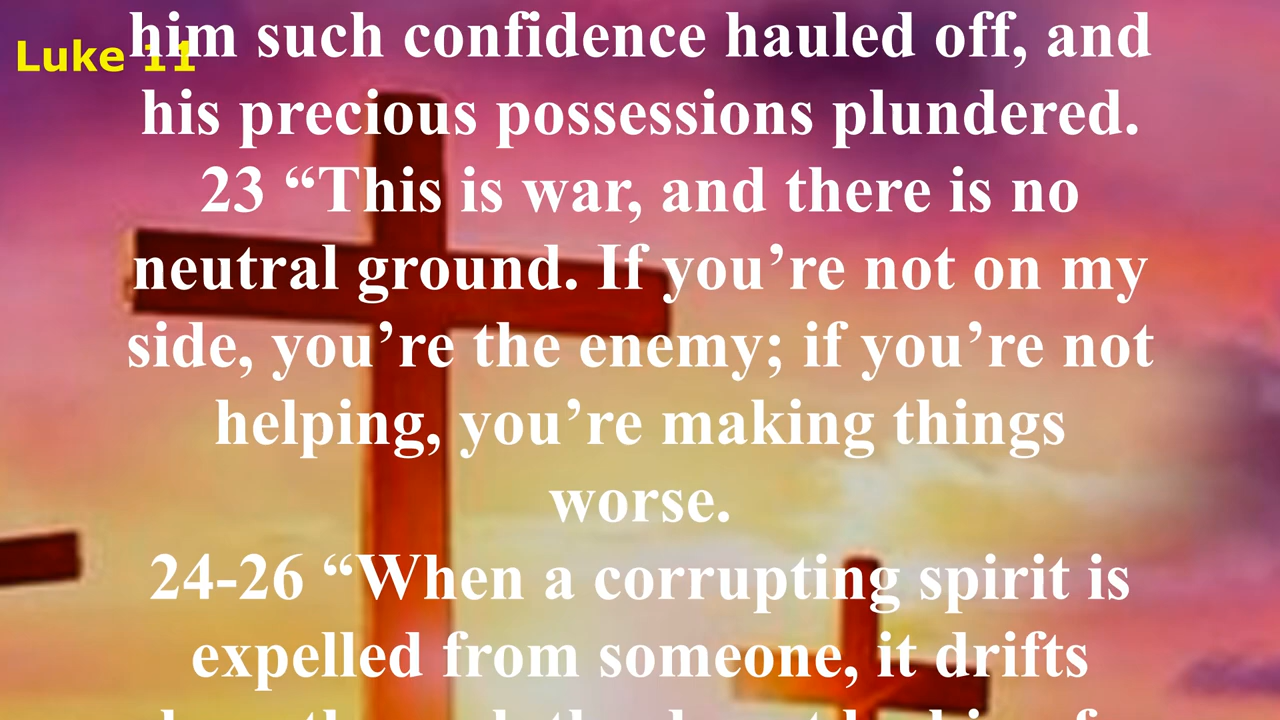 Luke 11
him such confidence hauled off, and
his precious possessions plundered.
23 “This is war, and there is no
neutral ground. If you’re not on my
side, you’re the enemy; if you’re not
helping, you’re making things
worse.
24-26 “When a corrupting spirit is
expelled from someone, it drifts